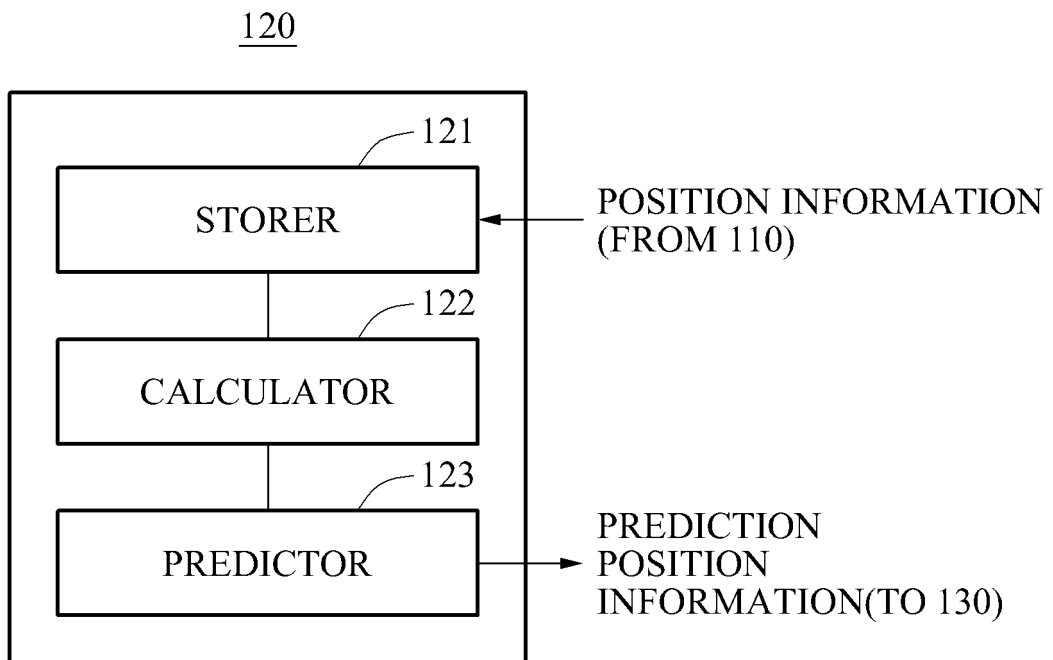 120
121
STORER
POSITION INFORMATION
(FROM 110)
122
CALCULATOR
123
PREDICTOR
PREDICTION
POSITION
INFORMATION(TO 130)